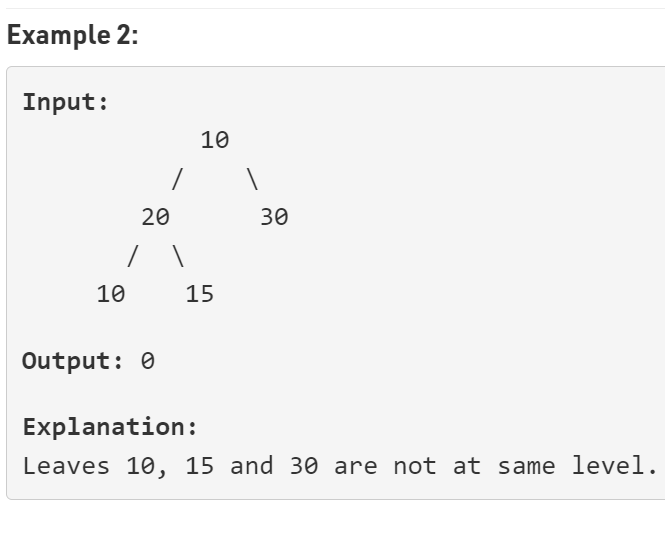 Example 2:
Input:
10
/ \
20 30
/ \
10 15
Output: 0
Explanation:
Leaves 10, 15 and 30 are not at same level.